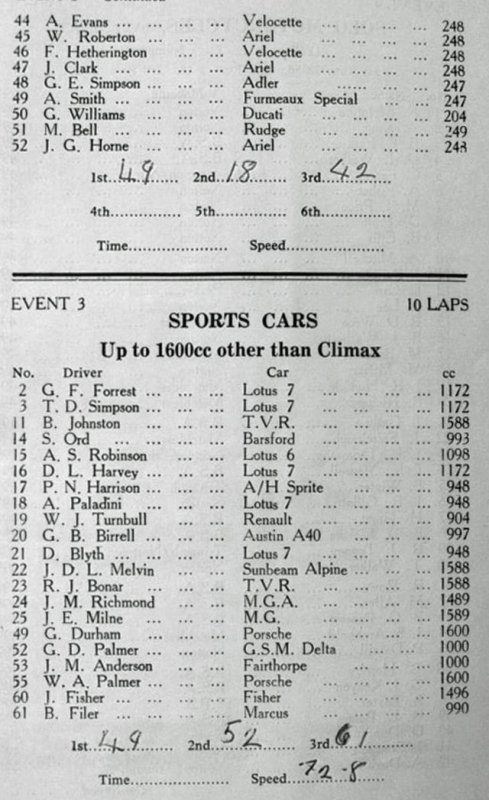 44 A. Evans ... ... ... Velocette ... ... ... 248
45 W. Roberton ... ... Ariel ... ... ... 248
46 F. Hetherington ... Velocette ... ... ... 248
47 J. Clark ... ... ... Ariel ... ... ... 248
48 G. E. Simpson ... ... Adler ... ... ... 247
49 A. Smith ... ... ... Furmeaux Special ... ... 247
50 G. Williams ... ... Ducati ... ... ... 204
51 M. Bell ... ... ... Rudge ... ... ... 249
52 J. G. Horne ... ... Ariel ... ... ... 248
1st..49...... 2nd..18........ 3rd..42......
4th............... 5th............... 6th...............
Time...................... Speed......................
EVENT 3 10 LAPS
SPORTS CARS
Up to 1600cc other than Climax
No. Driver Car cc
2 G. F. Forrest ... ... ... Lotus 7 ... ... ... 1172
3 T. D. Simpson ... ... ... Lotus 7 ... ... ... 1172
11 B. Johnston ... ... ... T.V.R. ... ... ... 1588
14 S. Ord ... ... ... Barsford ... ... ... 993
15 A. S. Robinson ... ... Lotus 6 ... ... ... 1098
16 D. L. Harvey ... ... ... Lotus 7 ... ... ... 1172
17 P. N. Harrison ... ... ... A/H Sprite ... ... ... 948
18 A. Paladini ... ... ... Lotus 7 ... ... ... 948
19 W. J. Turnbull ... ... Renault ... ... ... 904
20 G. B. Birrell ... ... ... Austin A40 ... ... 997
21 D. Blyth ... ... ... Lotus 7 ... ... ... 948
22 J. D. L. Melvin ... ... Sunbeam Alpine ... ... ... 1588
23 R. J. Bonar ... ... ... T.V.R. ... ... ... 1588
24 J. M. Richmond ... ... M.G.A. ... ... ... 1489
25 J. E. Milne ... ... ... M.G. ... ... ... 1589
49 G. Durham ... ... ... Porsche ... ... ... 1600
52 G. D. Palmer ... ... ... G.S.M. Delta ... ... ... 1000
53 J. M. Anderson ... ... Fairthorpe ... ... ... 1000
55 W. A. Palmer ... ... ... Porsche ... ... ... 1600
60 J. Fisher ... ... ... Fisher ... ... ... 1496
61 B. Filer ... ... ... Marcus ... ... ... 990
1st..49...... 2nd..52........ 3rd..61......
Time...................... Speed..72-8......